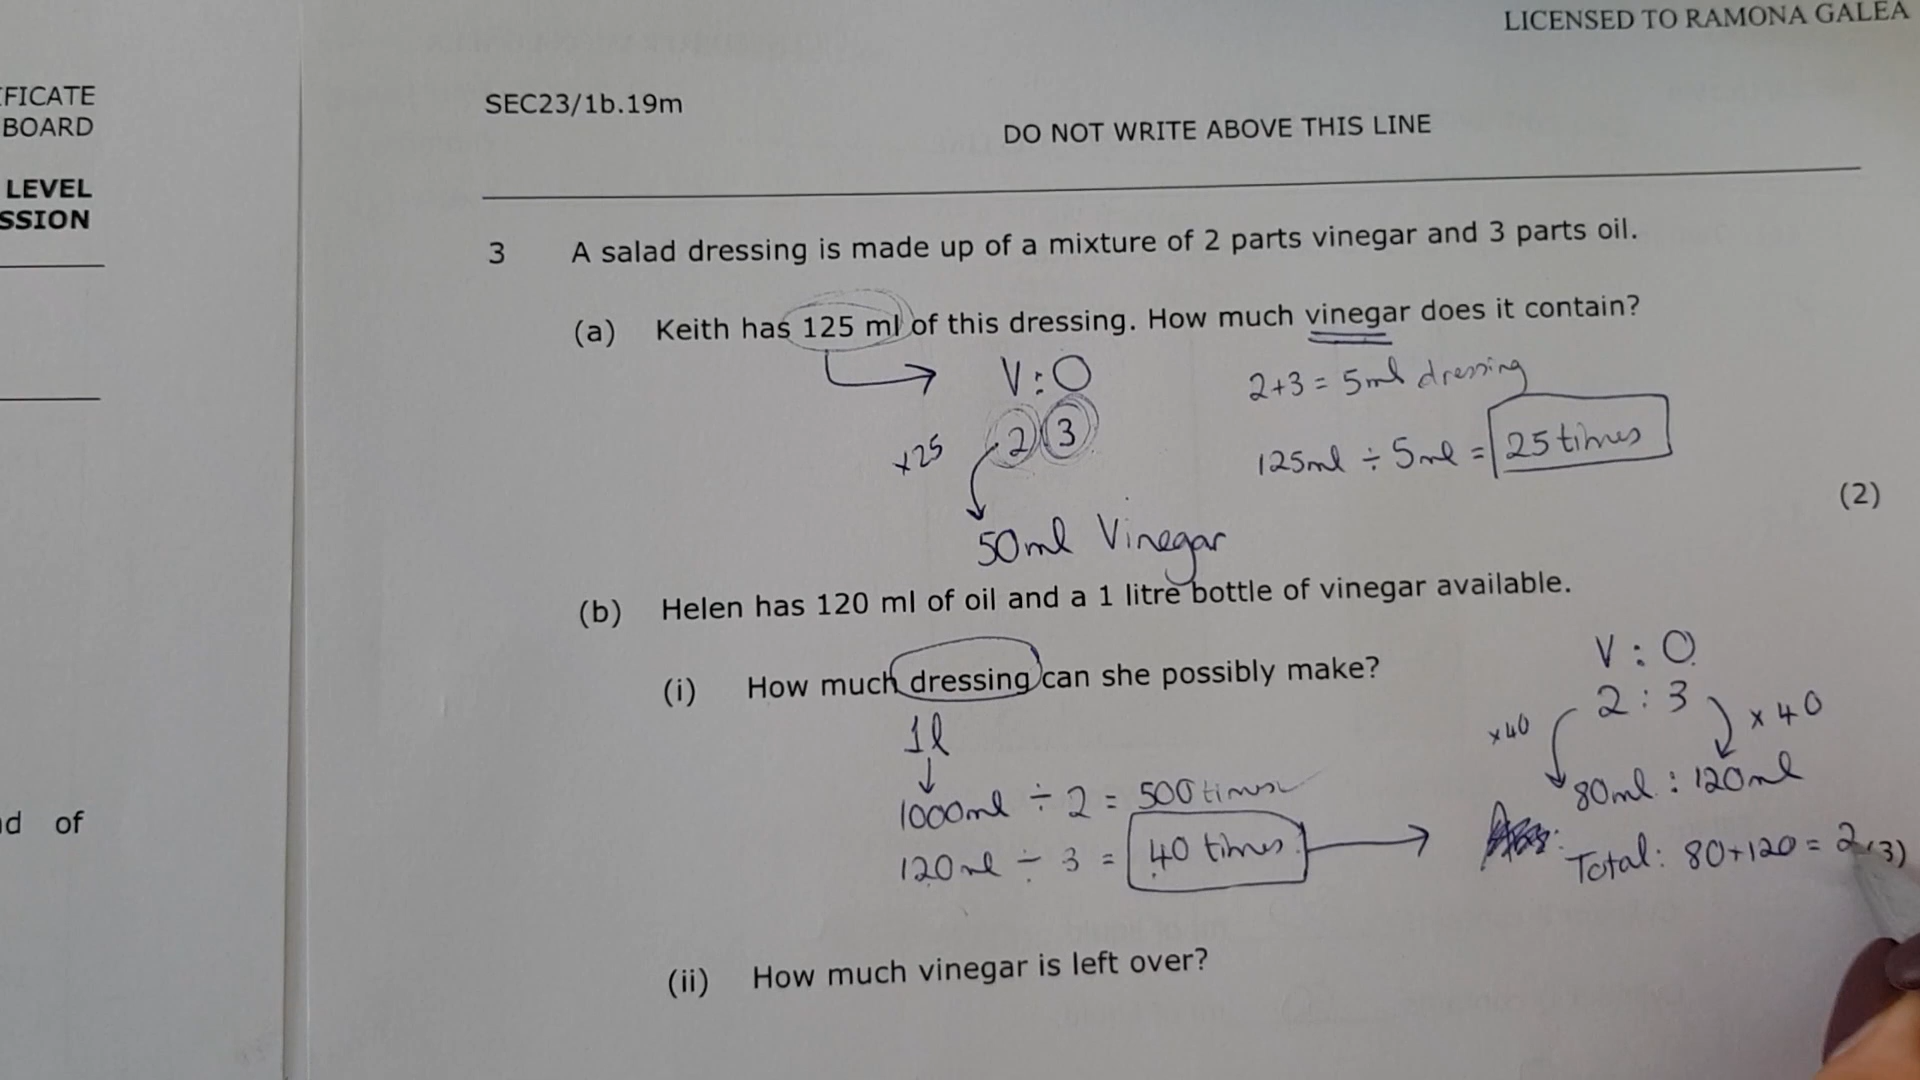 LICENSED TO RAMONA GALEA
FICATE
BOARD
LEVEL
SSION
d of
SEC23/1b.19m
DO NOT WRITE ABOVE THIS LINE
3 A salad dressing is made up of a mixture of 2 parts vinegar and 3 parts oil.
(a) Keith has 125 ml of this dressing. How much vinegar does it contain?
V:O
2+3 = 5ml dressing
x25 2 3
125ml ÷ 5ml = 25 times
(2)
50ml Vinegar
(b) Helen has 120 ml of oil and a 1 litre bottle of vinegar available.
(i) How much dressing can she possibly make?
V : O
2 : 3
x40 x 40
1l
80ml : 120ml
1000ml ÷ 2 = 500 times
120ml ÷ 3 = 40 times
Total: 80+120 = 2
(3)
(ii) How much vinegar is left over?